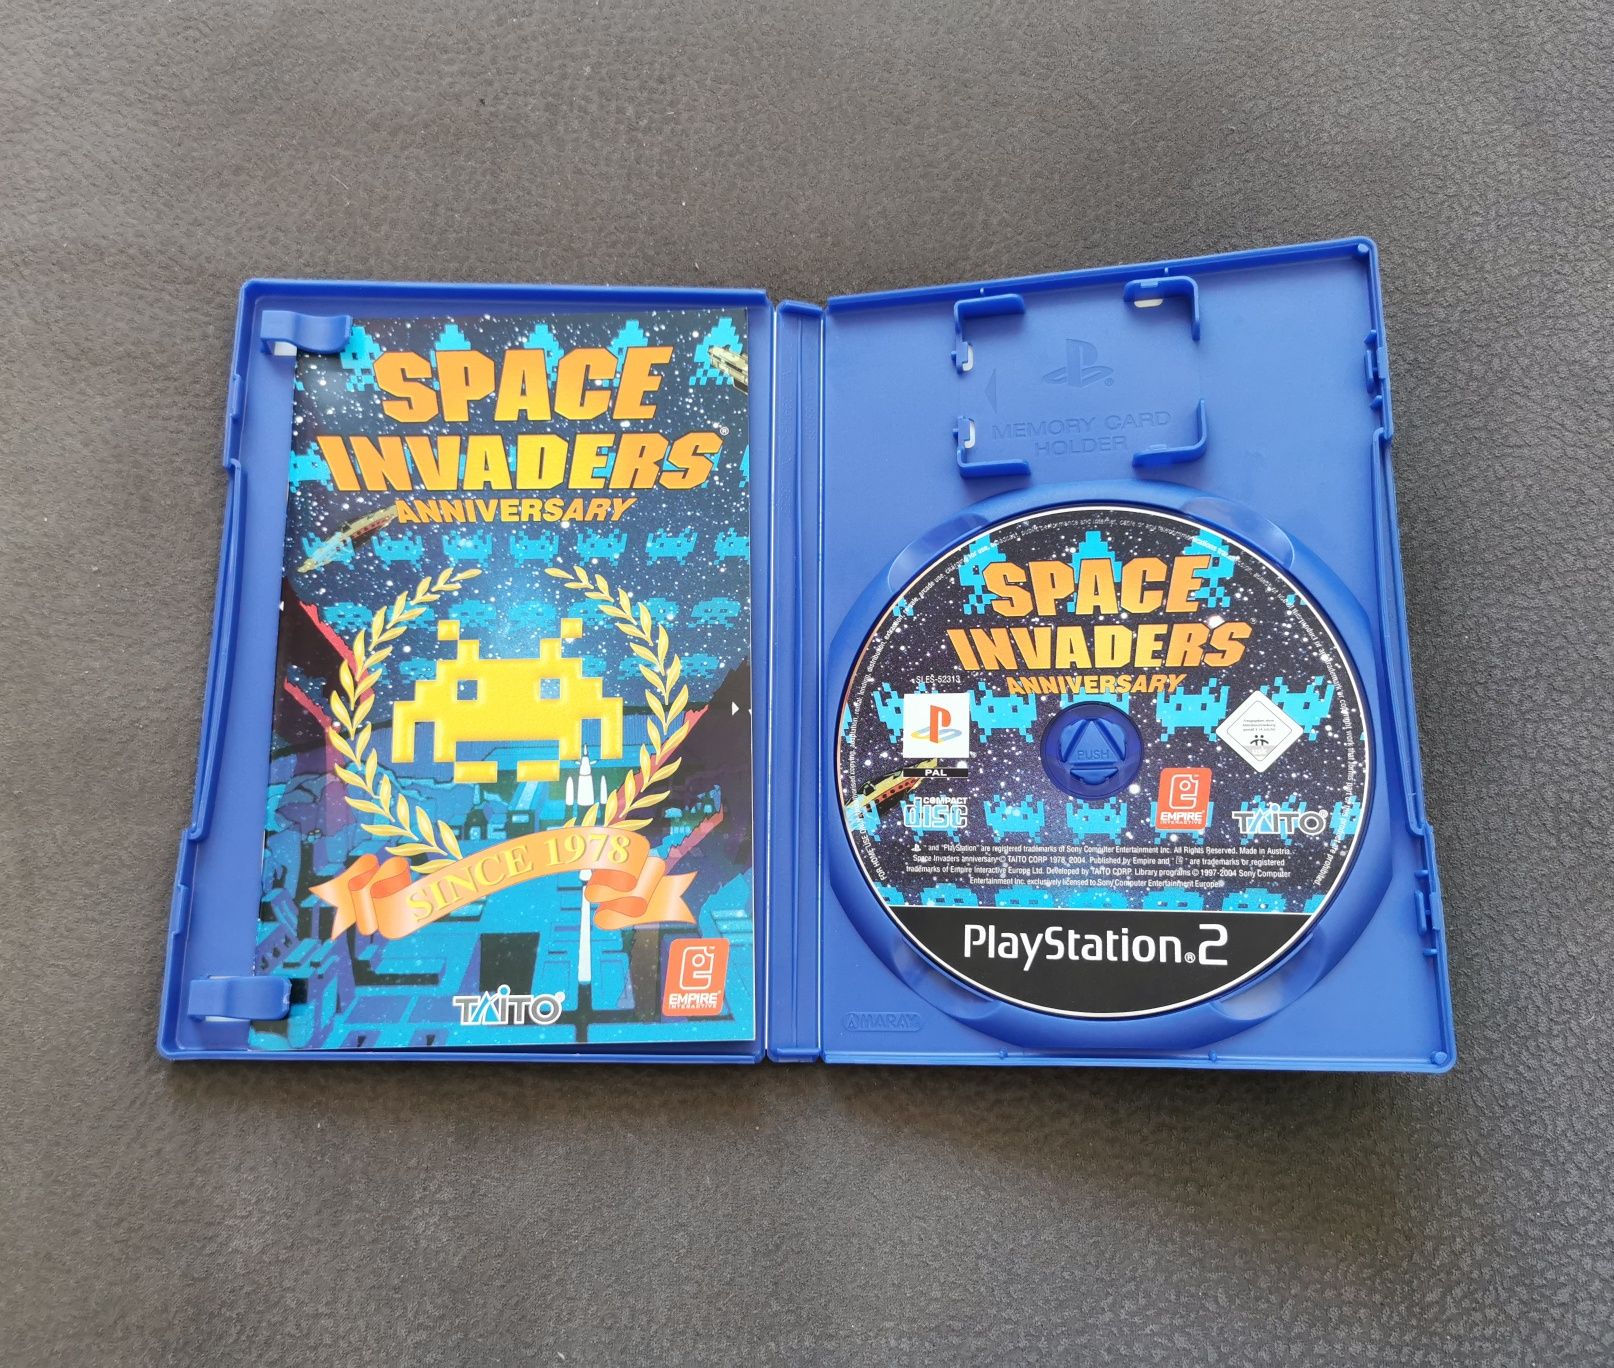 SPACE
INVADERS®
ANNIVERSARY
SINCE 1978
TAITO®
EMPIRE
INTERACTIVE
MEMORY CARD
HOLDER
SPACE
INVADERS
ANNIVERSARY
SLES-52313
PAL
PUSH
COMPACT
disc
EMPIRE
INTERACTIVE
TAITO®
" and "PlayStation" are registered trademarks of Sony Computer Entertainment Inc. All Rights Reserved. Made in Austria.
Space Invaders anniversary © TAITO CORP 1978, 2004. Published by Empire and " " are trademarks or registered
trademarks of Empire Interactive Europe Ltd. Developed by TAITO CORP. Library programs © 1997-2004 Sony Computer
Entertainment Inc. exclusively licensed to Sony Computer Entertainment Europe.
PlayStation®2
AMARAY